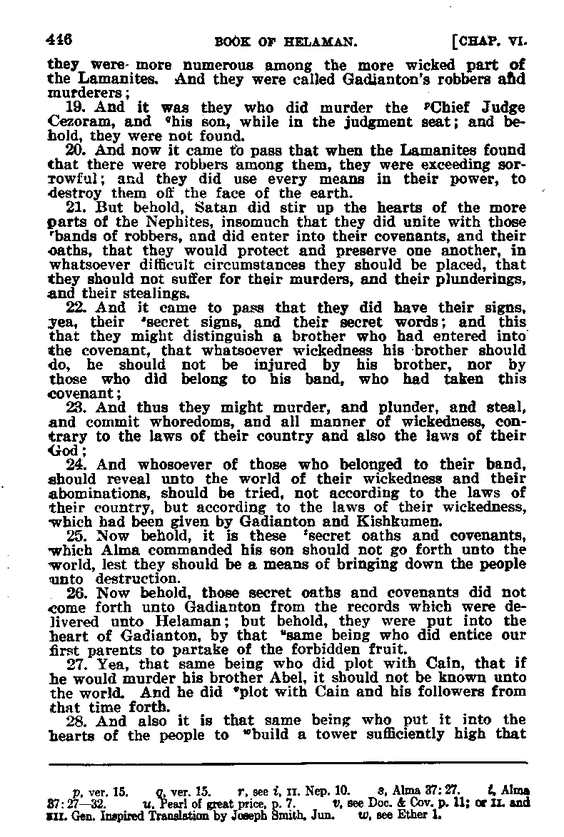 446 BOOK OF HELAMAN. [CHAP. VI.
they were more numerous among the more wicked part of
the Lamanites. And they were called Gadianton's robbers and
murderers;
19. And it was they who did murder the pChief Judge
Cezoram, and qhis son, while in the judgment seat; and be-
hold, they were not found.
20. And now it came to pass that when the Lamanites found
that there were robbers among them, they were exceeding sor-
rowful; and they did use every means in their power, to
destroy them off the face of the earth.
21. But behold, Satan did stir up the hearts of the more
parts of the Nephites, insomuch that they did unite with those
rbands of robbers, and did enter into their covenants, and their
oaths, that they would protect and preserve one another, in
whatsoever difficult circumstances they should be placed, that
they should not suffer for their murders, and their plunderings,
and their stealings.
22. And it came to pass that they did have their signs,
yea, their ssecret signs, and their secret words; and this
that they might distinguish a brother who had entered into
the covenant, that whatsoever wickedness his brother should
do, he should not be injured by his brother, nor by
those who did belong to his band, who had taken this
covenant;
23. And thus they might murder, and plunder, and steal,
and commit whoredoms, and all manner of wickedness, con-
trary to the laws of their country and also the laws of their
God;
24. And whosoever of those who belonged to their band,
should reveal unto the world of their wickedness and their
abominations, should be tried, not according to the laws of
their country, but according to the laws of their wickedness,
which had been given by Gadianton and Kishkumen.
25. Now behold, it is these tsecret oaths and covenants,
which Alma commanded his son should not go forth unto the
world, lest they should be a means of bringing down the people
unto destruction.
26. Now behold, those secret oaths and covenants did not
come forth unto Gadianton from the records which were de-
livered unto Helaman; but behold, they were put into the
heart of Gadianton, by that usame being who did entice our
first parents to partake of the forbidden fruit.
27. Yea, that same being who did plot with Cain, that if
he would murder his brother Abel, it should not be known unto
the world. And he did vplot with Cain and his followers from
that time forth.
28. And also it is that same being who put it into the
hearts of the people to wbuild a tower sufficiently high that
p, ver. 15. q, ver. 15. r, see i, II. Nep. 10. s, Alma 37: 27. t, Alma
37: 27—32. u, Pearl of great price, p. 7. v, see Doc. & Cov. p. 11; or II. and
III. Gen. Inspired Translation by Joseph Smith, Jun. w, see Ether 1.